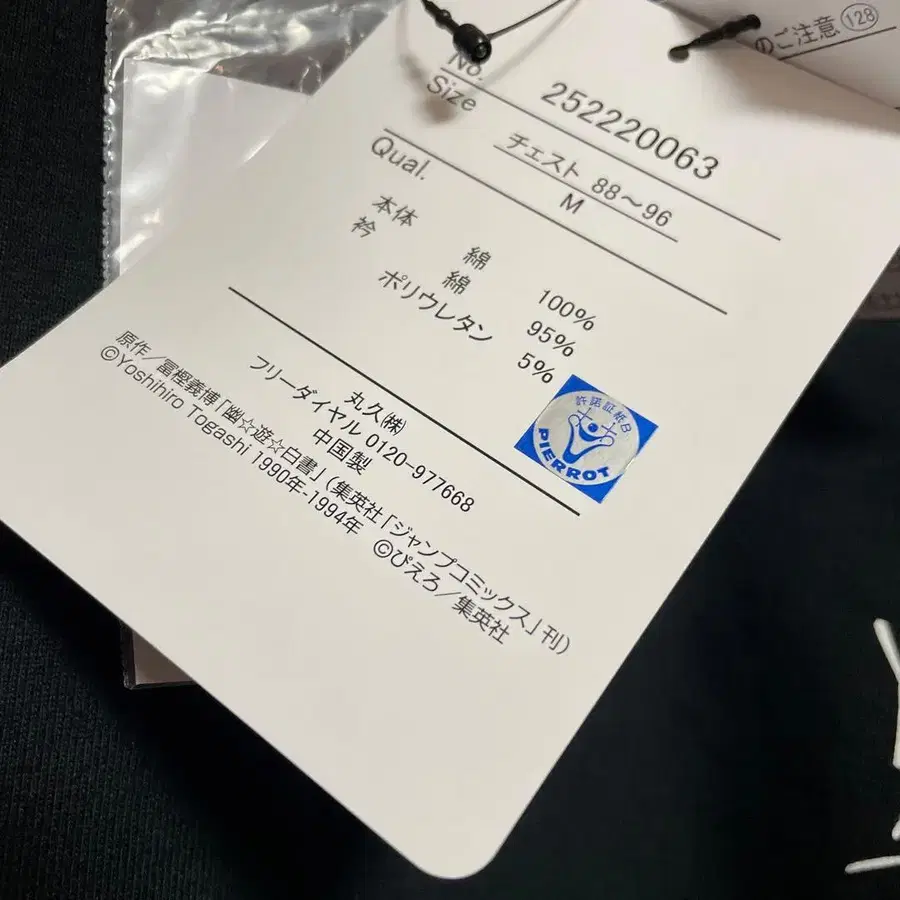 のご注意 128
No. 252220063
Size チェスト 88〜96
M
Qual.
本体 綿 100%
衿 綿 95%
ポリウレタン 5%
許諾証紙B
PIERROT
丸久㈱
フリーダイヤル 0120-977668
中国製
原作/冨樫義博「幽☆遊☆白書」(集英社「ジャンプコミックス」刊)
©Yoshihiro Togashi 1990年-1994年 ©ぴえろ/集英社